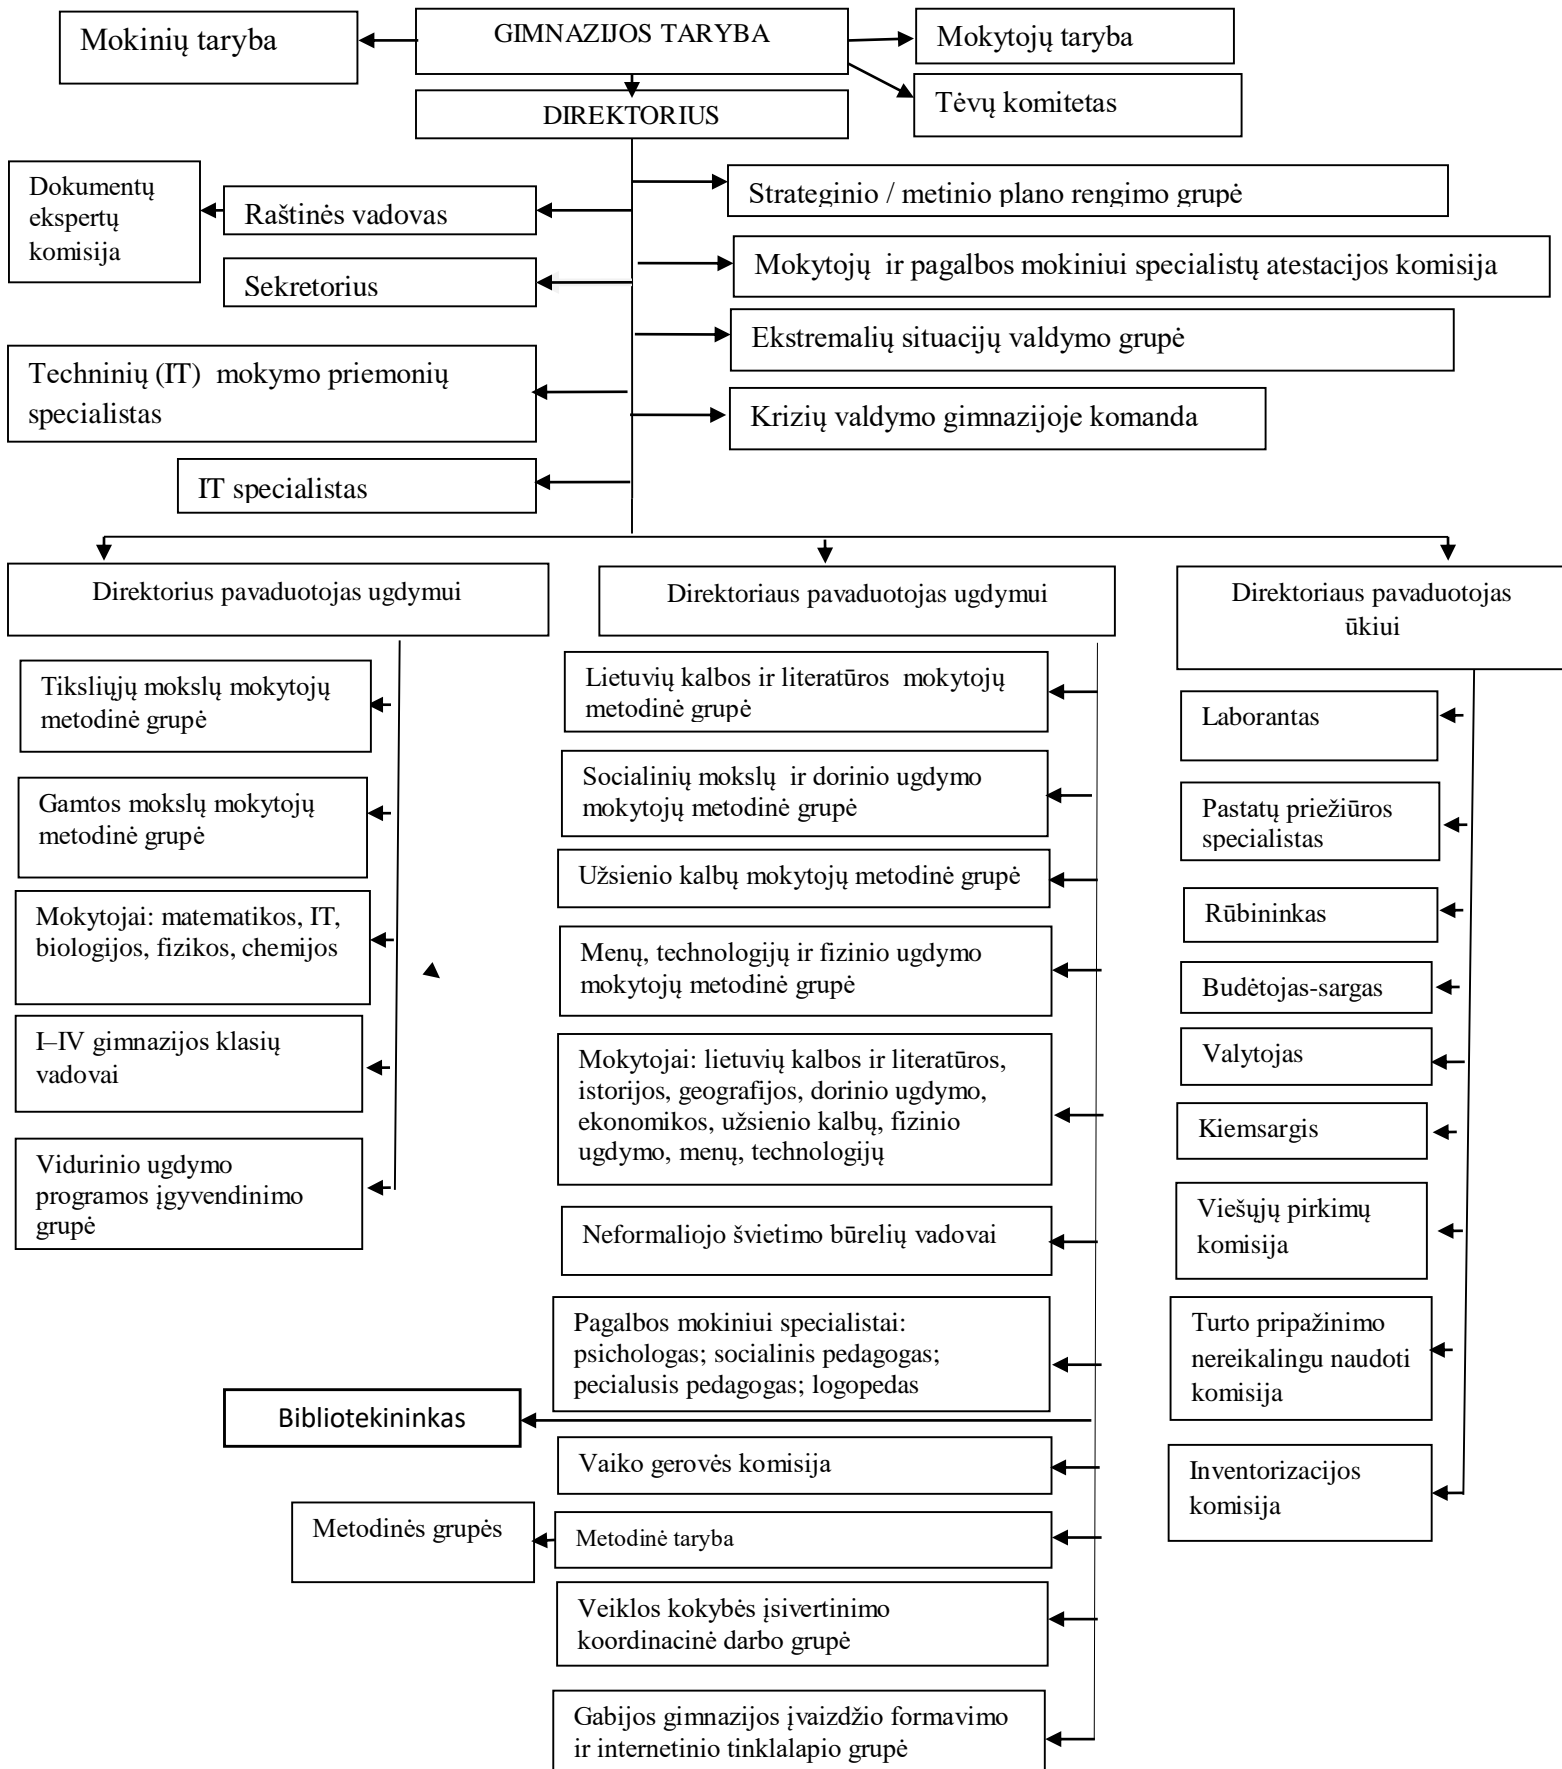 Mokinių taryba
GIMNAZIJOS TARYBA
Mokytojų taryba
Tėvų komitetas
DIREKTORIUS
Dokumentų
ekspertų
komisija
Raštinės vadovas
Strateginio / metinio plano rengimo grupė
Mokytojų ir pagalbos mokiniui specialistų atestacijos komisija
Sekretorius
Ekstremalių situacijų valdymo grupė
Techninių (IT) mokymo priemonių
specialistas
Krizių valdymo gimnazijoje komanda
IT specialistas
Direktorius pavaduotojas ugdymui
Direktoriaus pavaduotojas ugdymui
Direktoriaus pavaduotojas
ūkiui
Tiksliųjų mokslų mokytojų
metodinė grupė
Gamtos mokslų mokytojų
metodinė grupė
Mokytojai: matematikos, IT,
biologijos, fizikos, chemijos
I–IV gimnazijos klasių
vadovai
Vidurinio ugdymo
programos įgyvendinimo
grupė
Lietuvių kalbos ir literatūros mokytojų
metodinė grupė
Socialinių mokslų ir dorinio ugdymo
mokytojų metodinė grupė
Užsienio kalbų mokytojų metodinė grupė
Menų, technologijų ir fizinio ugdymo
mokytojų metodinė grupė
Mokytojai: lietuvių kalbos ir literatūros,
istorijos, geografijos, dorinio ugdymo,
ekonomikos, užsienio kalbų, fizinio
ugdymo, menų, technologijų
Neformaliojo švietimo būrelių vadovai
Pagalbos mokiniui specialistai:
psichologas; socialinis pedagogas;
pecialusis pedagogas; logopedas
Bibliotekininkas
Vaiko gerovės komisija
Metodinės grupės
Metodinė taryba
Veiklos kokybės įsivertinimo
koordinacinė darbo grupė
Gabijos gimnazijos įvaizdžio formavimo
ir internetinio tinklalapio grupė
Laborantas
Pastatų priežiūros
specialistas
Rūbininkas
Budėtojas-sargas
Valytojas
Kiemsargis
Viešųjų pirkimų
komisija
Turto pripažinimo
nereikalingu naudoti
komisija
Inventorizacijos
komisija